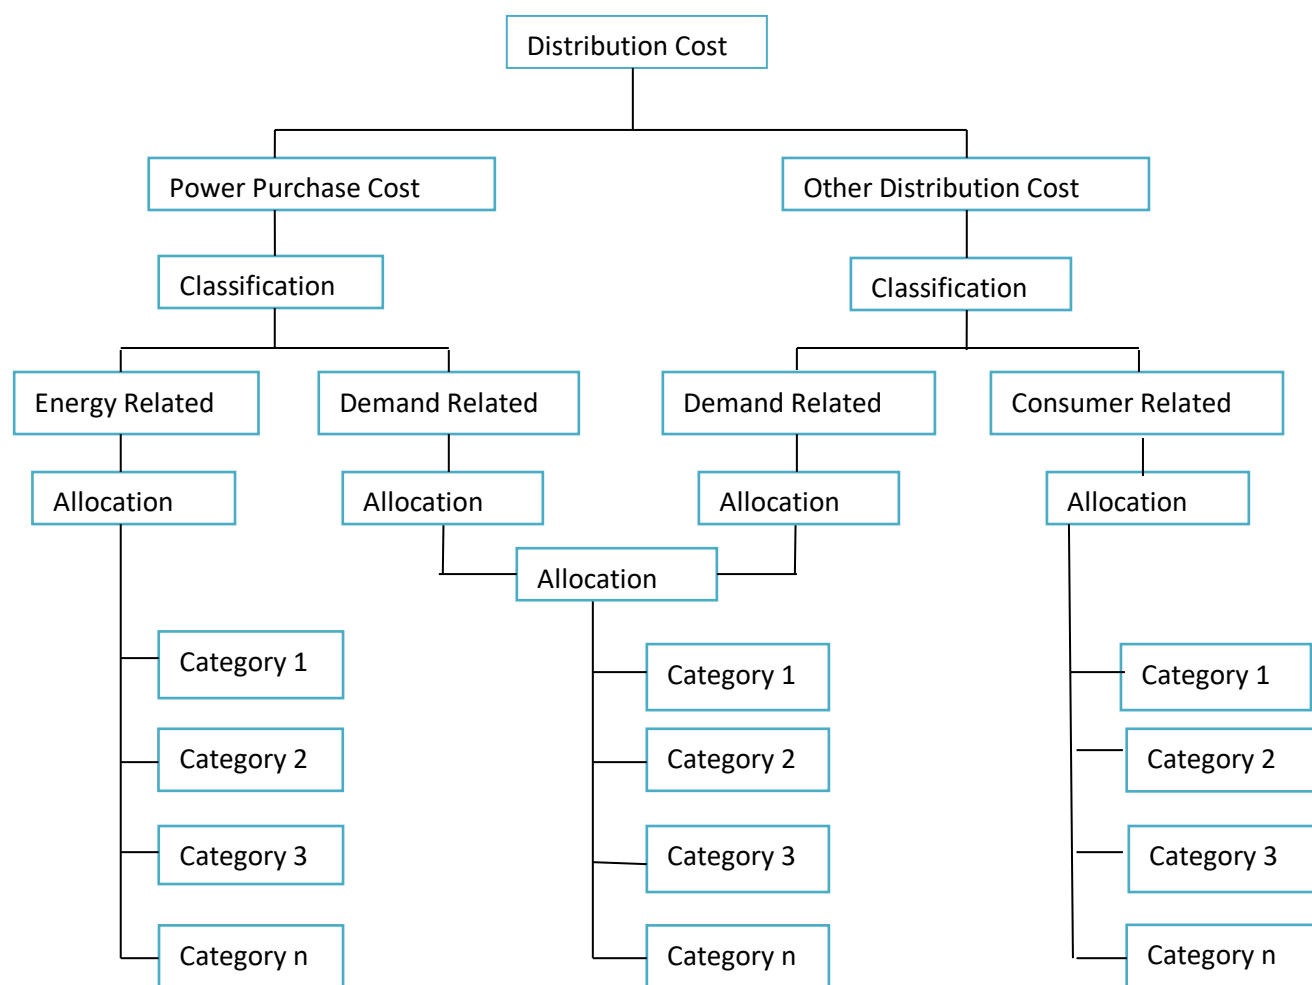 Distribution Cost
Power Purchase Cost
Other Distribution Cost
Classification
Classification
Energy Related
Demand Related
Demand Related
Consumer Related
Allocation
Allocation
Allocation
Allocation
Allocation
Category 1
Category 1
Category 1
Category 2
Category 2
Category 2
Category 3
Category 3
Category 3
Category n
Category n
Category n